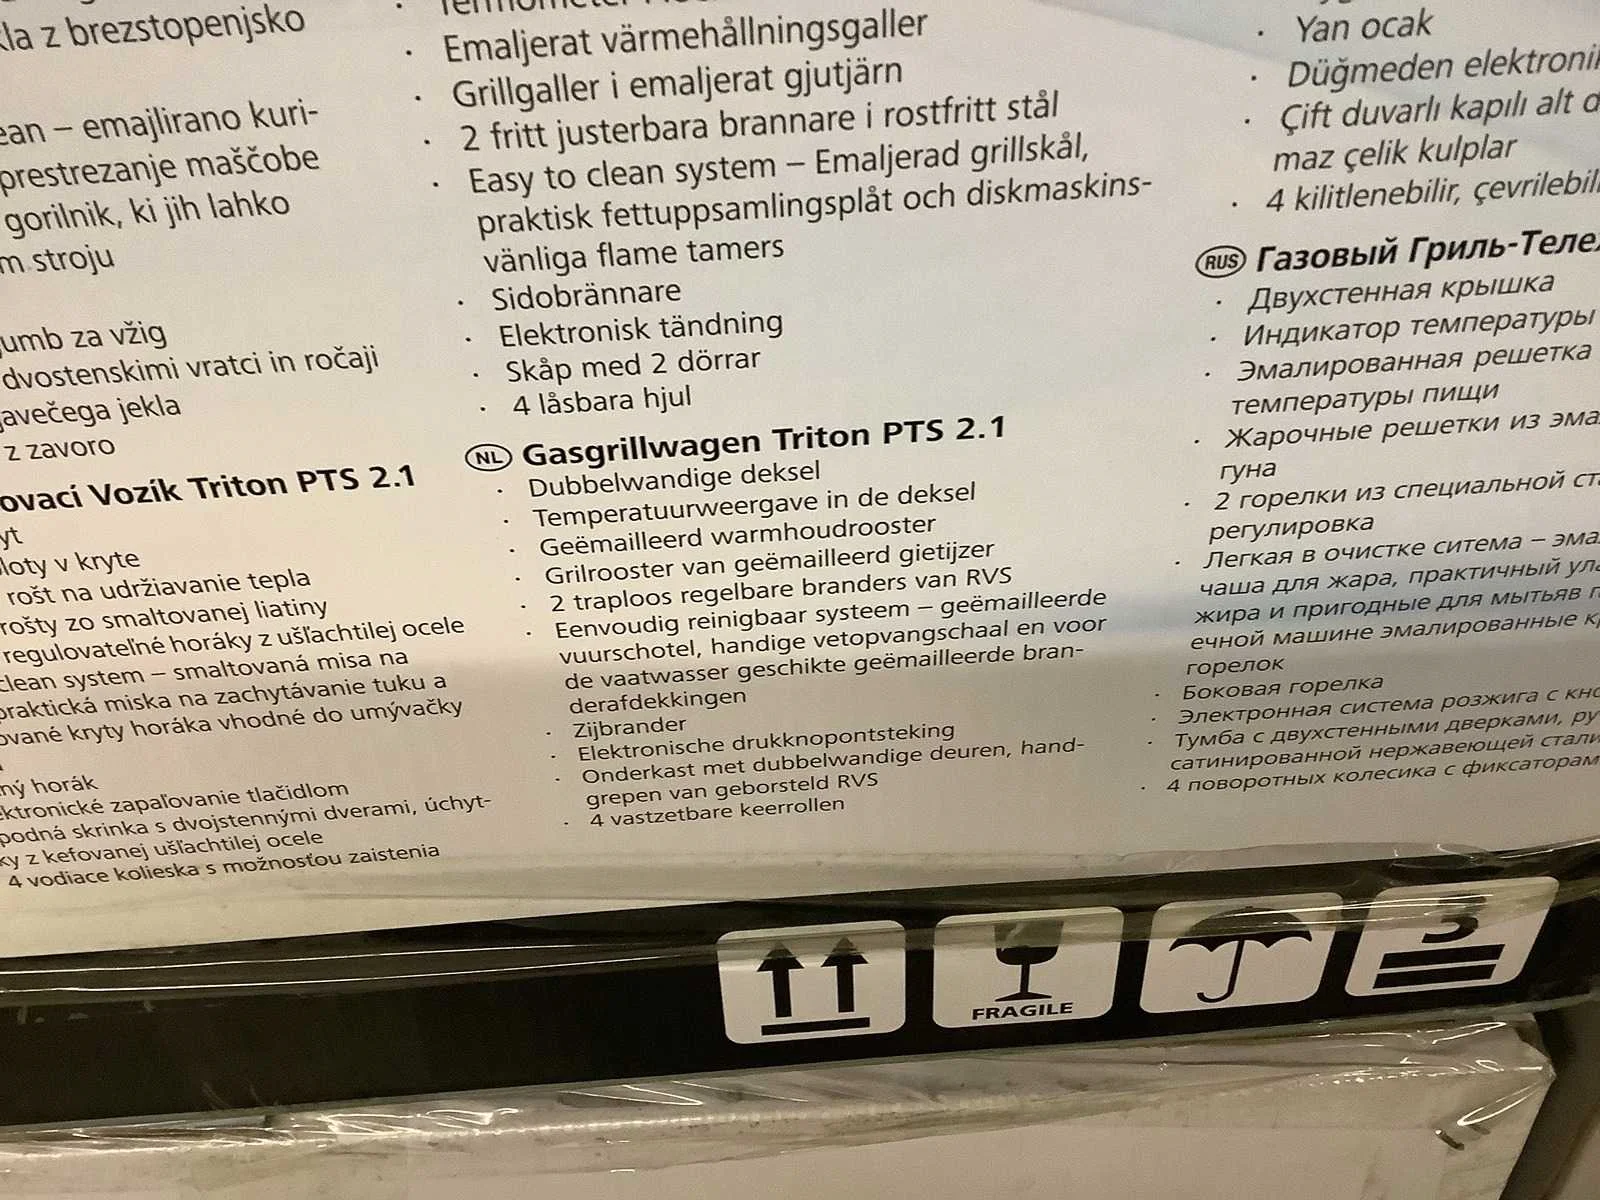 kla z brezstopenjsko
ean – emajlirano kuri-
prestrezanje maščobe
gorilnik, ki jih lahko
m stroju
umb za vžig
dvostenskimi vratci in ročaji
avečega jekla
z zavoro
ovací Vozík Triton PTS 2.1
yt
loty v kryte
rošt na udržiavanie tepla
rošty zo smaltovanej liatiny
regulovateľné horáky z ušľachtilej ocele
clean system – smaltovaná misa na
praktická miska na zachytávanie tuku a
ované kryty horáka vhodné do umývačky
ný horák
ktronické zapaľovanie tlačidlom
podná skrinka s dvojstennými dverami, úchyt-
ky z kefovanej ušľachtilej ocele
4 vodiace kolieska s možnosťou zaistenia
· Emaljerat värmehållningsgaller
· Grillgaller i emaljerat gjutjärn
· 2 fritt justerbara brannare i rostfritt stål
· Easy to clean system – Emaljerad grillskål,
praktisk fettuppsamlingsplåt och diskmaskins-
vänliga flame tamers
· Sidobrännare
· Elektronisk tändning
· Skåp med 2 dörrar
· 4 låsbara hjul
NL Gasgrillwagen Triton PTS 2.1
· Dubbelwandige deksel
· Temperatuurweergave in de deksel
· Geëmailleerd warmhoudrooster
· Grilrooster van geëmailleerd gietijzer
· 2 traploos regelbare branders van RVS
· Eenvoudig reinigbaar systeem – geëmailleerde
vuurschotel, handige vetopvangschaal en voor
de vaatwasser geschikte geëmailleerde bran-
derafdekkingen
· Zijbrander
· Elektronische drukknopontsteking
· Onderkast met dubbelwandige deuren, hand-
grepen van geborsteld RVS
· 4 vastzetbare keerrollen
· Yan ocak
· Düğmeden elektroni
· Çift duvarlı kapılı alt d
maz çelik kulplar
· 4 kilitlenebilir, çevrilebil
RUS Газовый Гриль-Теле
· Двухстенная крышка
· Индикатор температуры
· Эмалированная решетка
температуры пищи
· Жарочные решетки из эма
гуна
· 2 горелки из специальной ст
регулировка
· Легкая в очистке ситема – эма
чаша для жара, практичный ула
жира и пригодные для мытьяв п
ечной машине эмалированные к
горелок
· Боковая горелка
· Электронная система розжига с кно
· Тумба с двухстенными дверками, ру
сатинированной нержавеющей стали
· 4 поворотных колесика с фиксаторам
FRAGILE
3